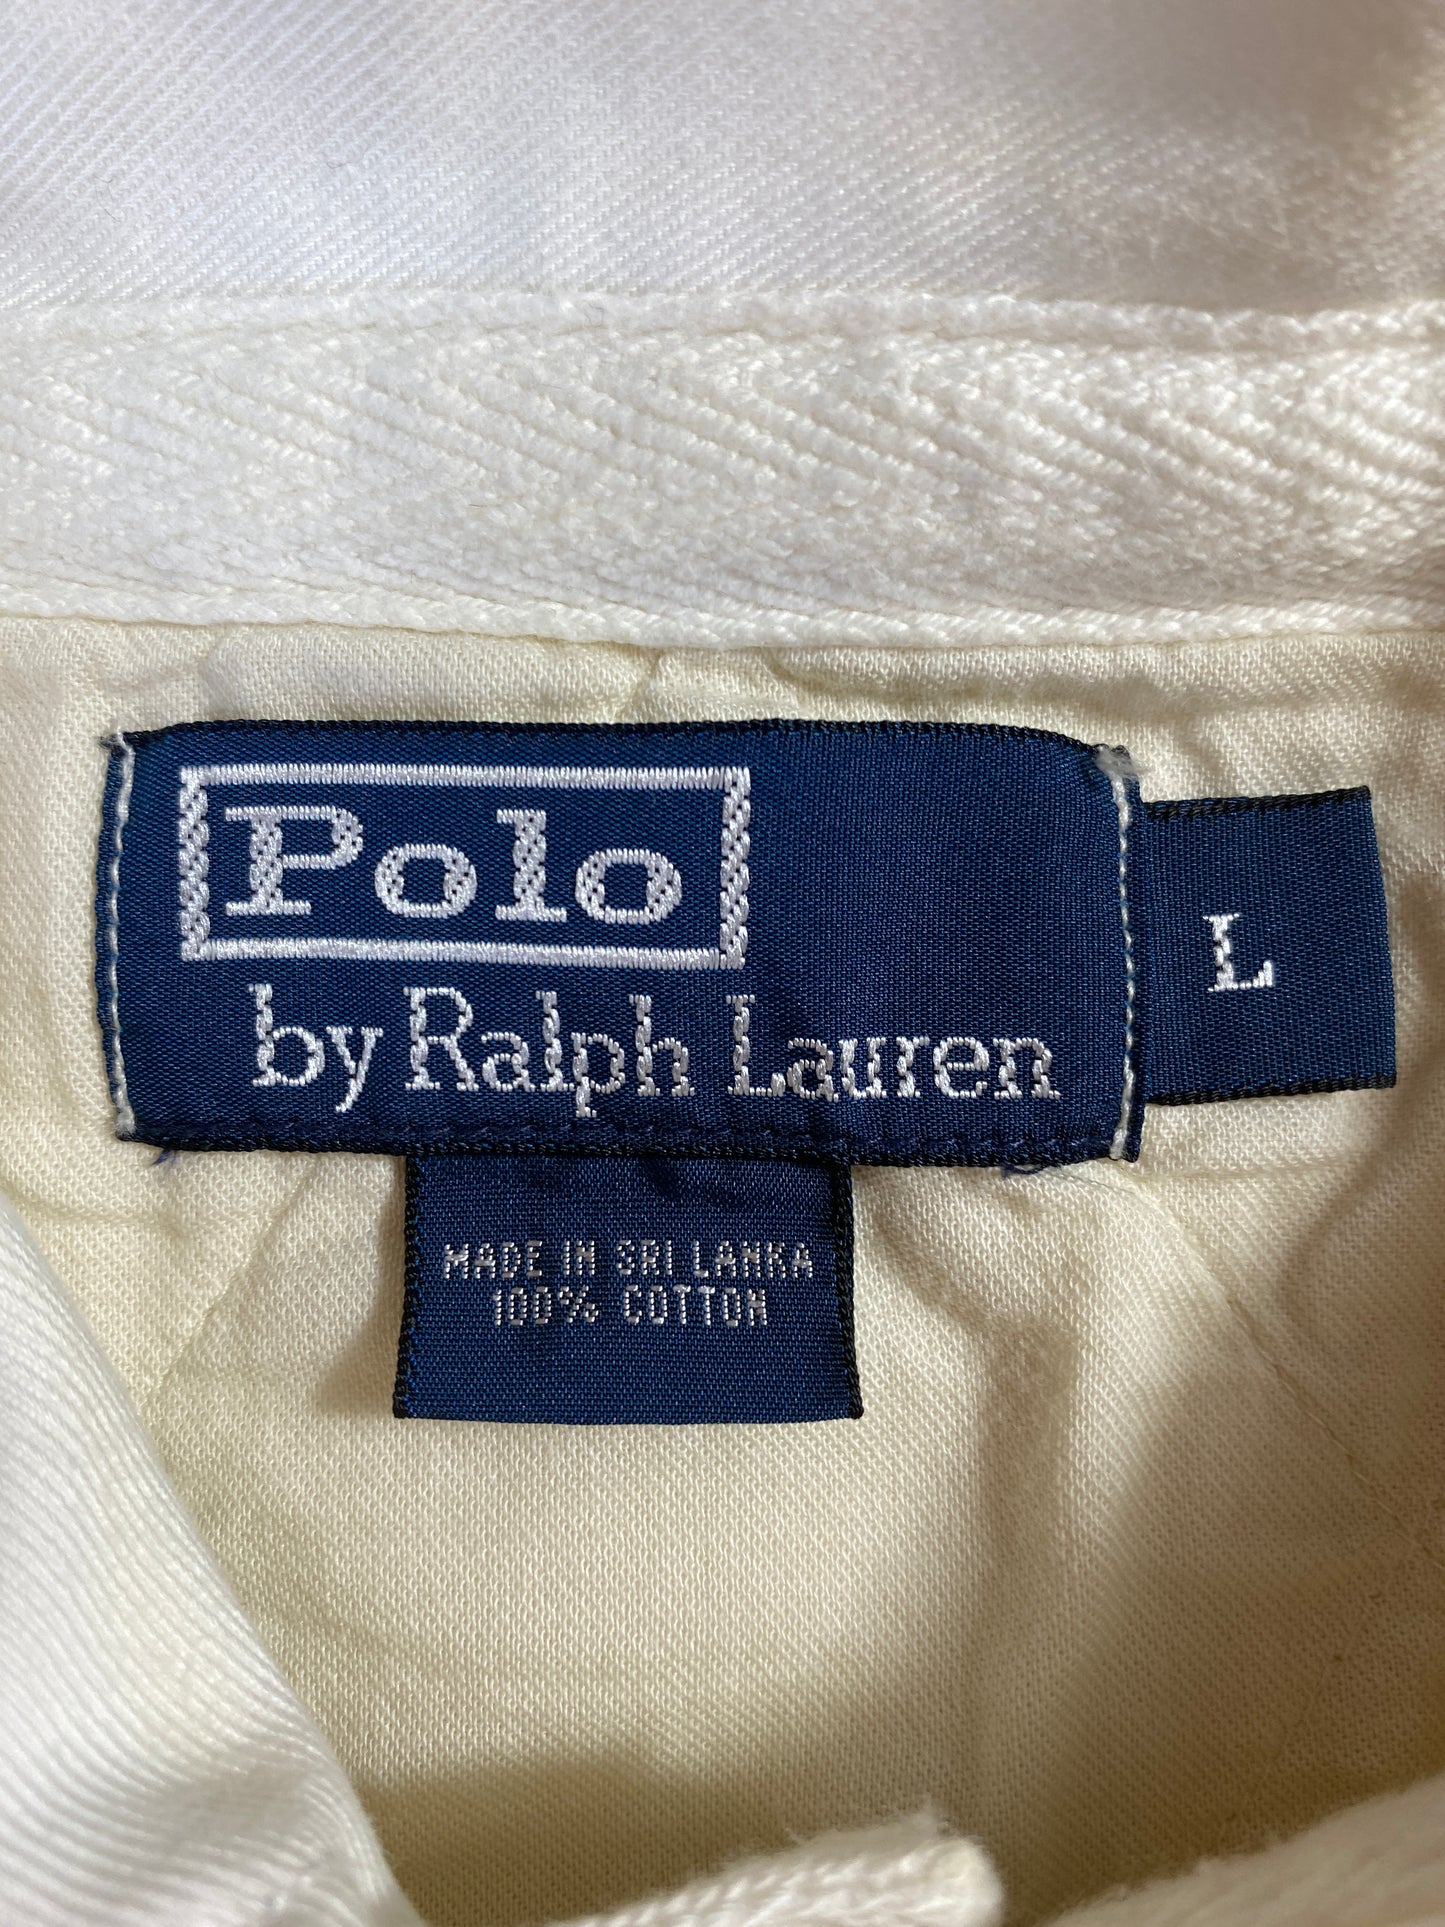 Polo
by Ralph Lauren
L
MADE IN SRI LANKA
100% COTTON